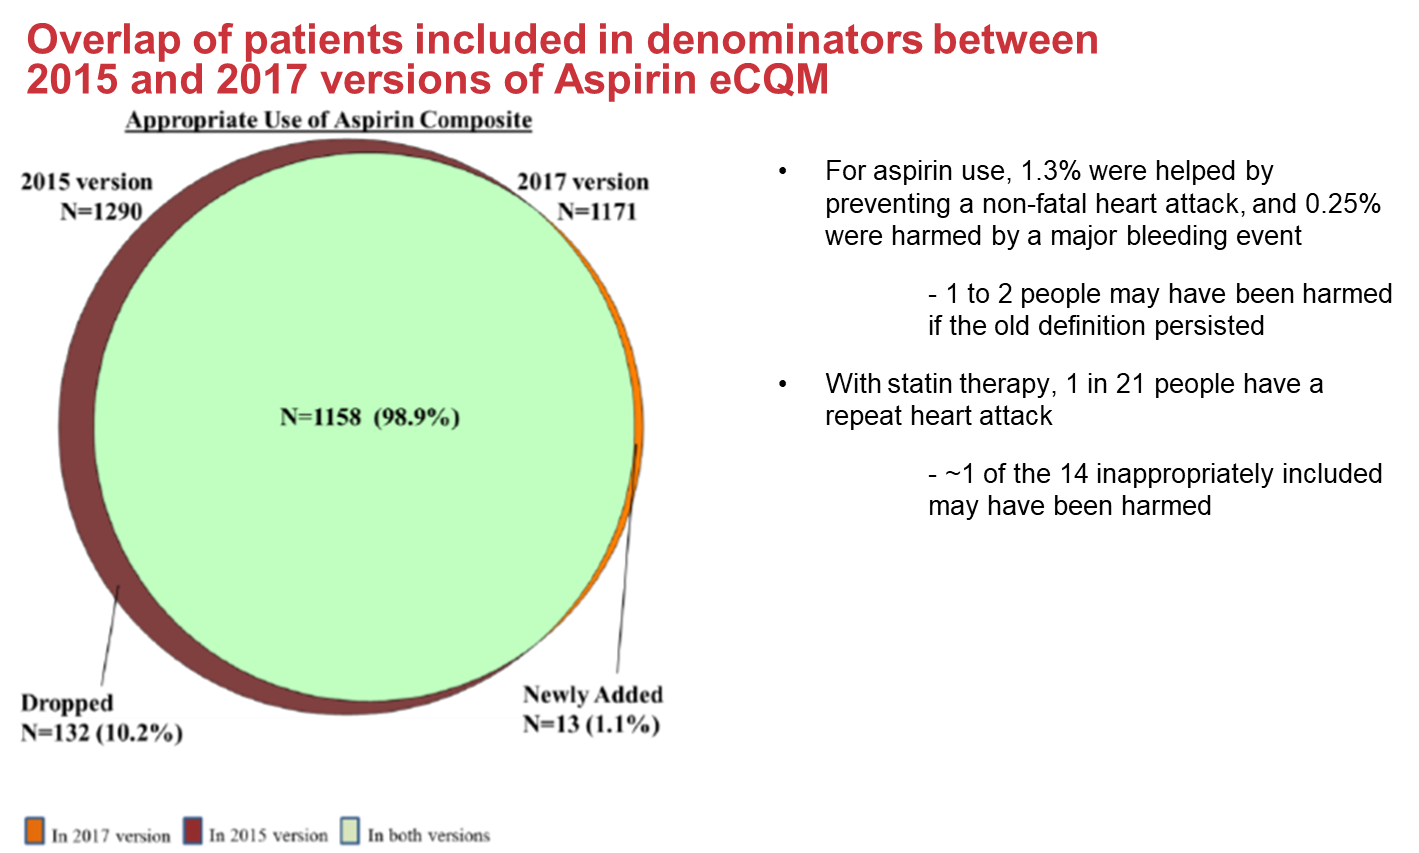 Overlap of patients included in denominators between
2015 and 2017 versions of Aspirin eCQM
Appropriate Use of Aspirin Composite
2015 version
N=1290
2017 version
N=1171
N=1158 (98.9%)
Dropped
N=132 (10.2%)
Newly Added
N=13 (1.1%)
In 2017 version
In 2015 version
In both versions
• For aspirin use, 1.3% were helped by
preventing a non-fatal heart attack, and 0.25%
were harmed by a major bleeding event
- 1 to 2 people may have been harmed
if the old definition persisted
• With statin therapy, 1 in 21 people have a
repeat heart attack
- ~1 of the 14 inappropriately included
may have been harmed